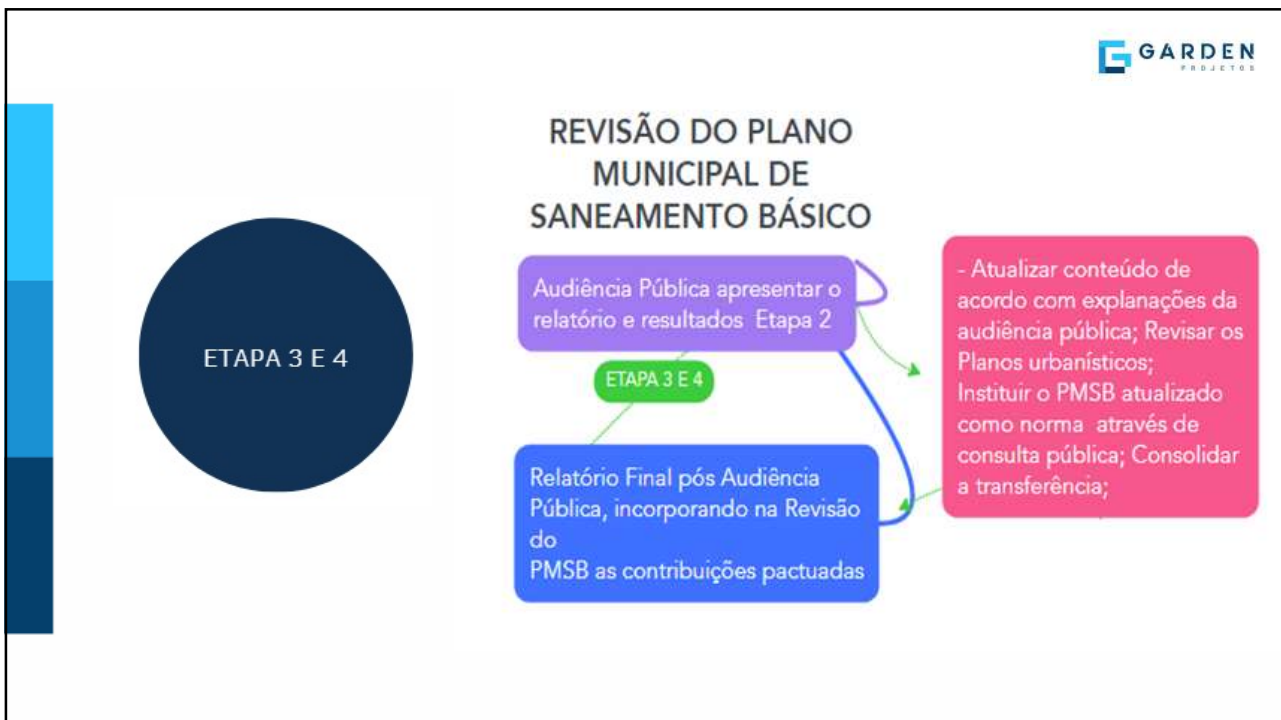 GARDEN
PROJETOS
REVISÃO DO PLANO
MUNICIPAL DE
SANEAMENTO BÁSICO
ETAPA 3 E 4
Audiência Pública apresentar o
relatório e resultados Etapa 2
ETAPA 3 E 4
Relatório Final pós Audiência
Pública, incorporando na Revisão
do
PMSB as contribuições pactuadas
- Atualizar conteúdo de
acordo com explanações da
audiência pública; Revisar os
Planos urbanísticos;
Instituir o PMSB atualizado
como norma através de
consulta pública; Consolidar
a transferência;